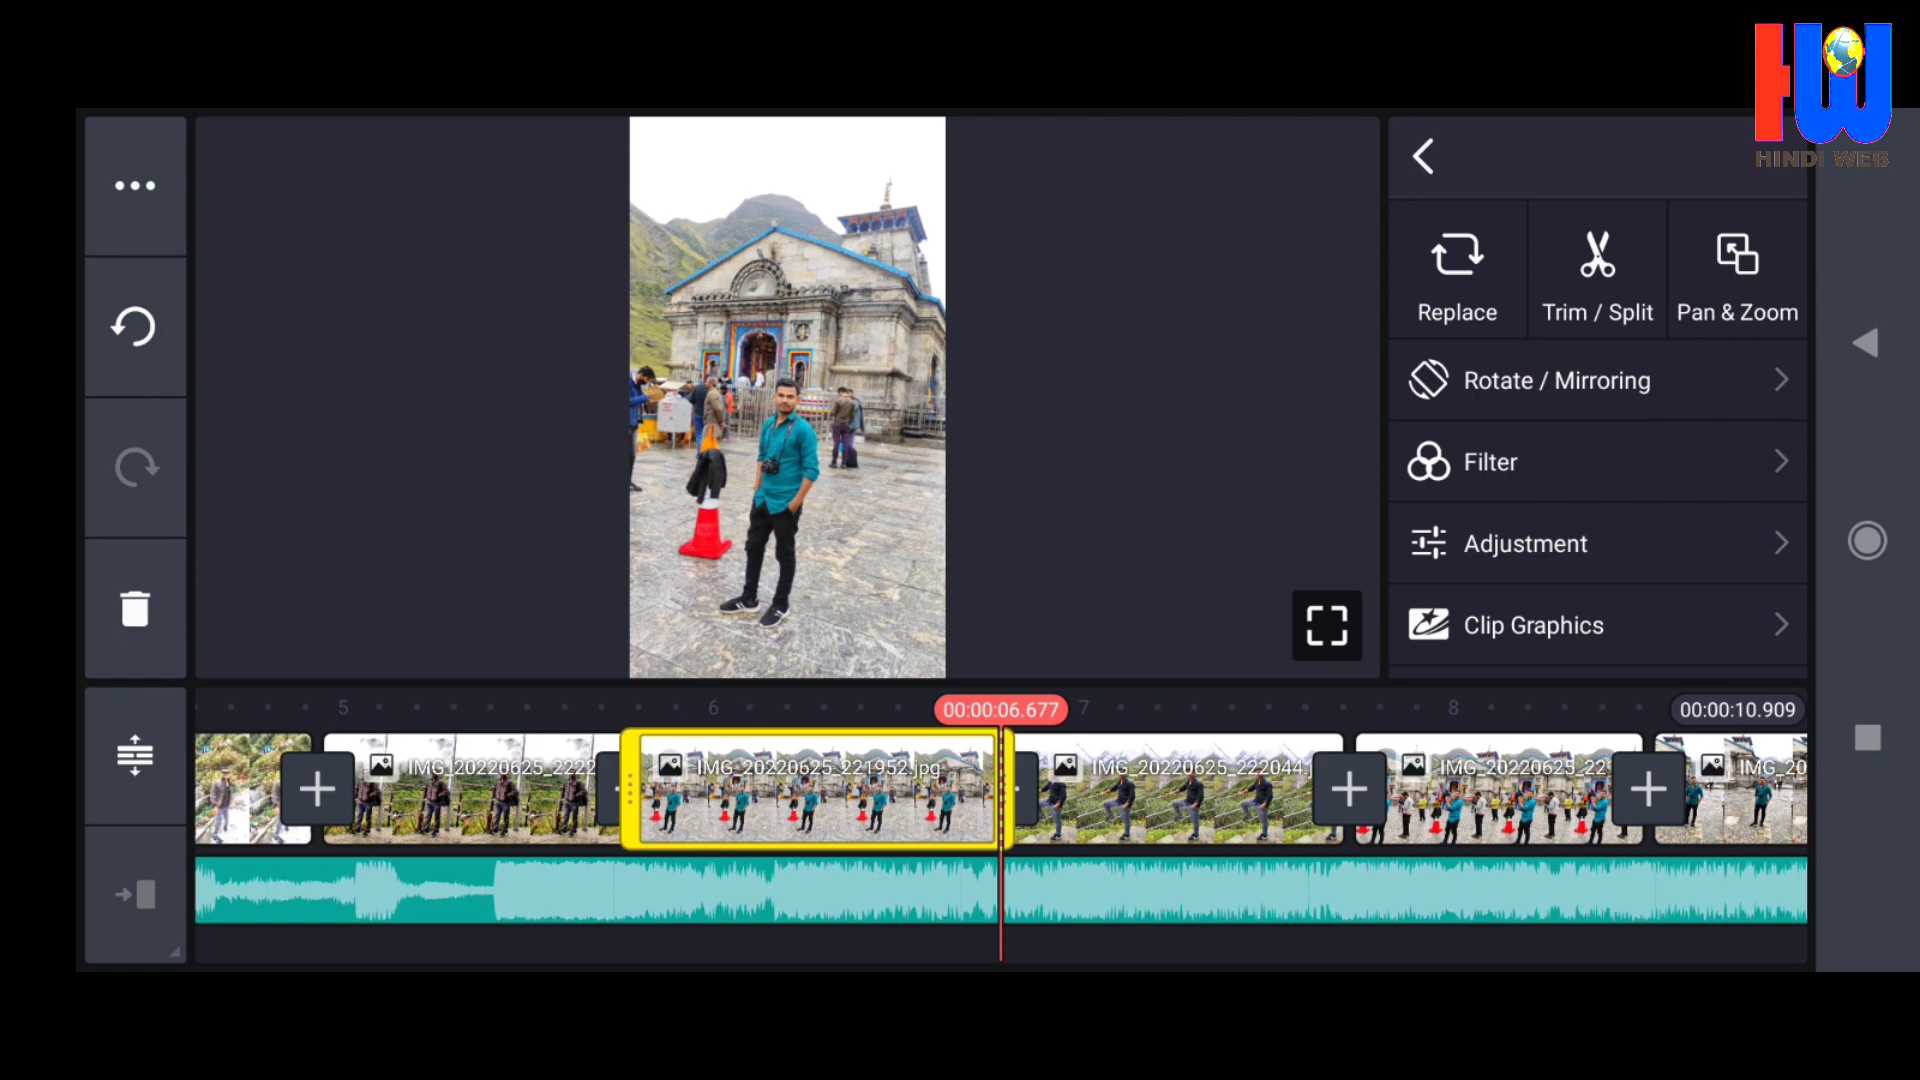 HINDI WEB
Replace
Trim / Split
Pan & Zoom
Rotate / Mirroring
Filter
Adjustment
Clip Graphics
5
6
00:00:06.677
7
8
00:00:10.909
IMG_20220625_2222
IMG_20220625_221952.jpg
IMG_20220625_222044.j
IMG_20220625_22
IMG_20